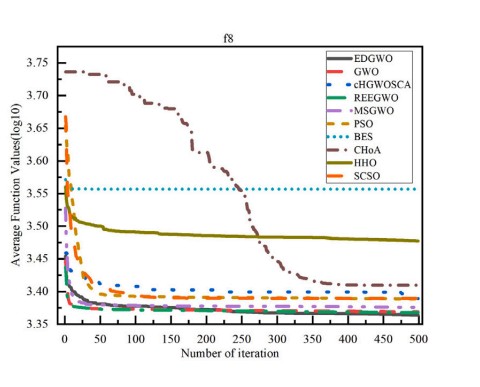 f8
Average Function Values(log10)
3.75
3.70
3.65
3.60
3.55
3.50
3.45
3.40
3.35
EDGWO
GWO
cHGWOSCA
REEGWO
MSGWO
PSO
BES
CHoA
HHO
SCSO
0 50 100 150 200 250 300 350 400 450 500
Number of iteration